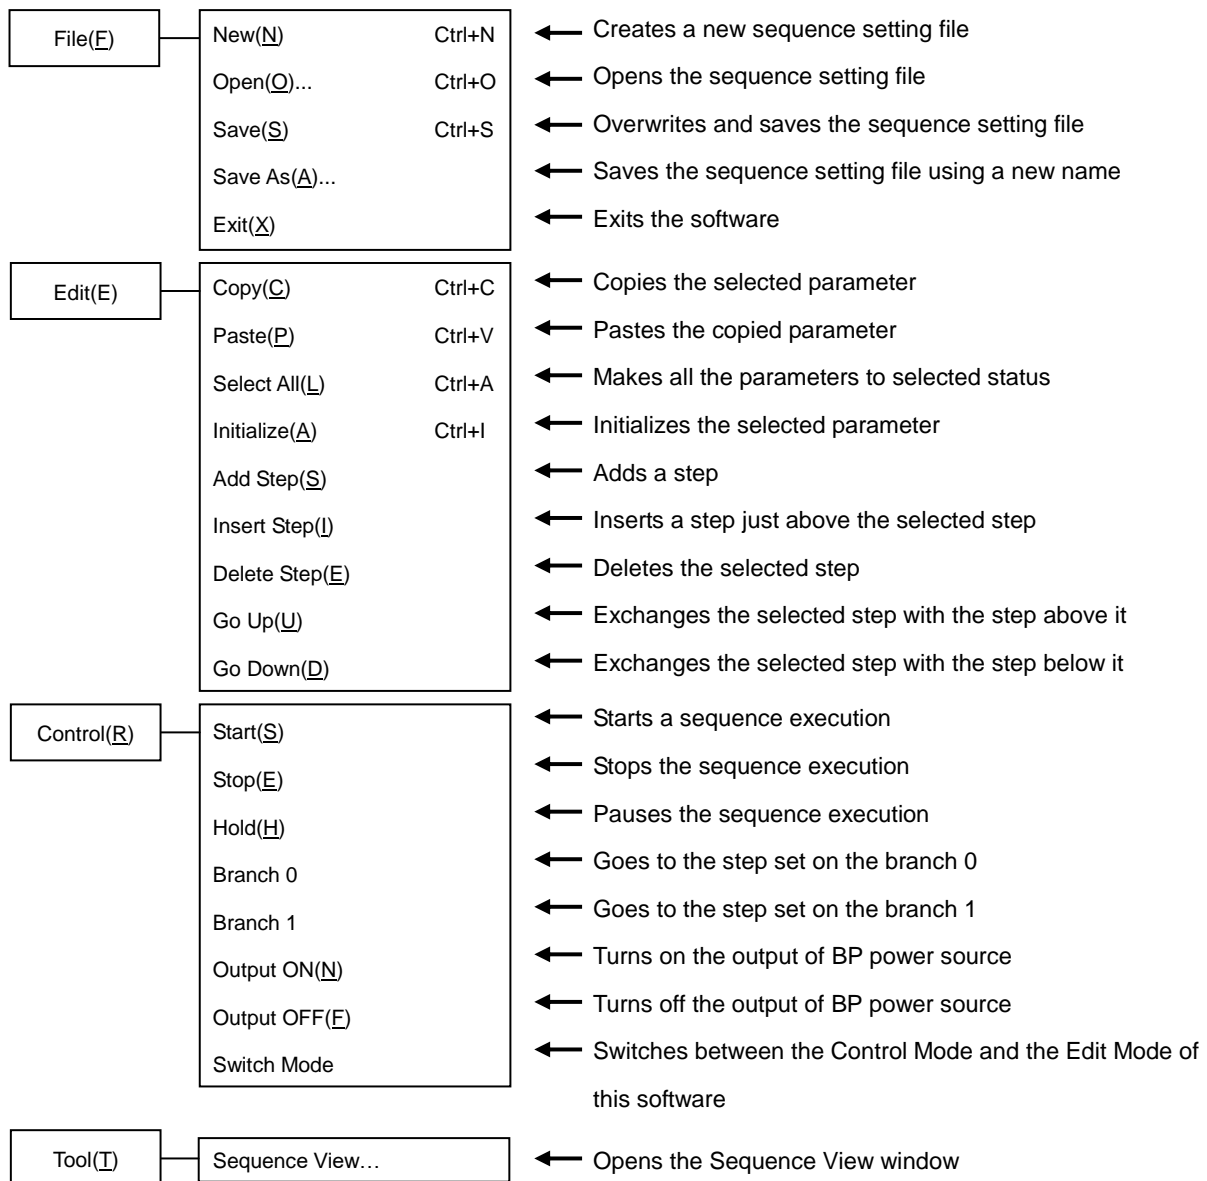 File(F)
New(N) Ctrl+N Creates a new sequence setting file
Open(O)... Ctrl+O Opens the sequence setting file
Save(S) Ctrl+S Overwrites and saves the sequence setting file
Save As(A)... Saves the sequence setting file using a new name
Exit(X) Exits the software
Edit(E)
Copy(C) Ctrl+C Copies the selected parameter
Paste(P) Ctrl+V Pastes the copied parameter
Select All(L) Ctrl+A Makes all the parameters to selected status
Initialize(A) Ctrl+I Initializes the selected parameter
Add Step(S) Adds a step
Insert Step(I) Inserts a step just above the selected step
Delete Step(E) Deletes the selected step
Go Up(U) Exchanges the selected step with the step above it
Go Down(D) Exchanges the selected step with the step below it
Control(R)
Start(S) Starts a sequence execution
Stop(E) Stops the sequence execution
Hold(H) Pauses the sequence execution
Branch 0 Goes to the step set on the branch 0
Branch 1 Goes to the step set on the branch 1
Output ON(N) Turns on the output of BP power source
Output OFF(F) Turns off the output of BP power source
Switch Mode Switches between the Control Mode and the Edit Mode of
this software
Tool(T)
Sequence View… Opens the Sequence View window